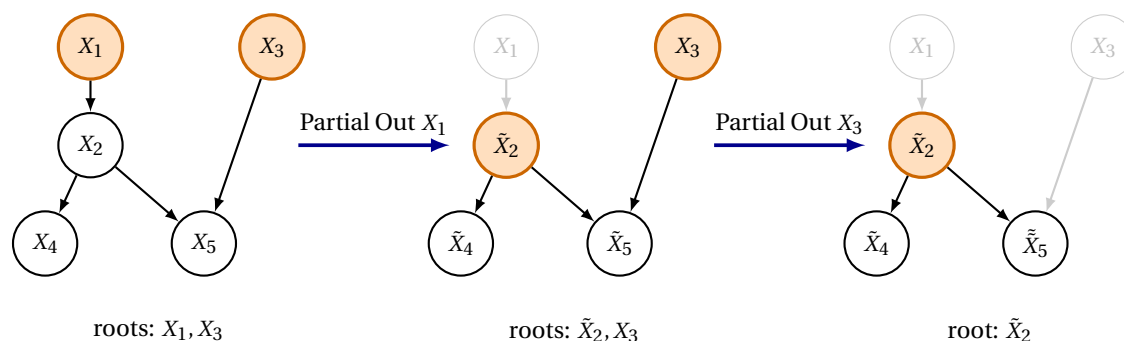 X₁
X₃
X₂
X₄
X₅
roots: X₁, X₃
Partial Out X₁
X₁
X₃
X̃₂
X̃₄
X̃₅
roots: X̃₂, X₃
Partial Out X₃
X₁
X₃
X̃₂
X̃₄
X̃̃₅
root: X̃₂